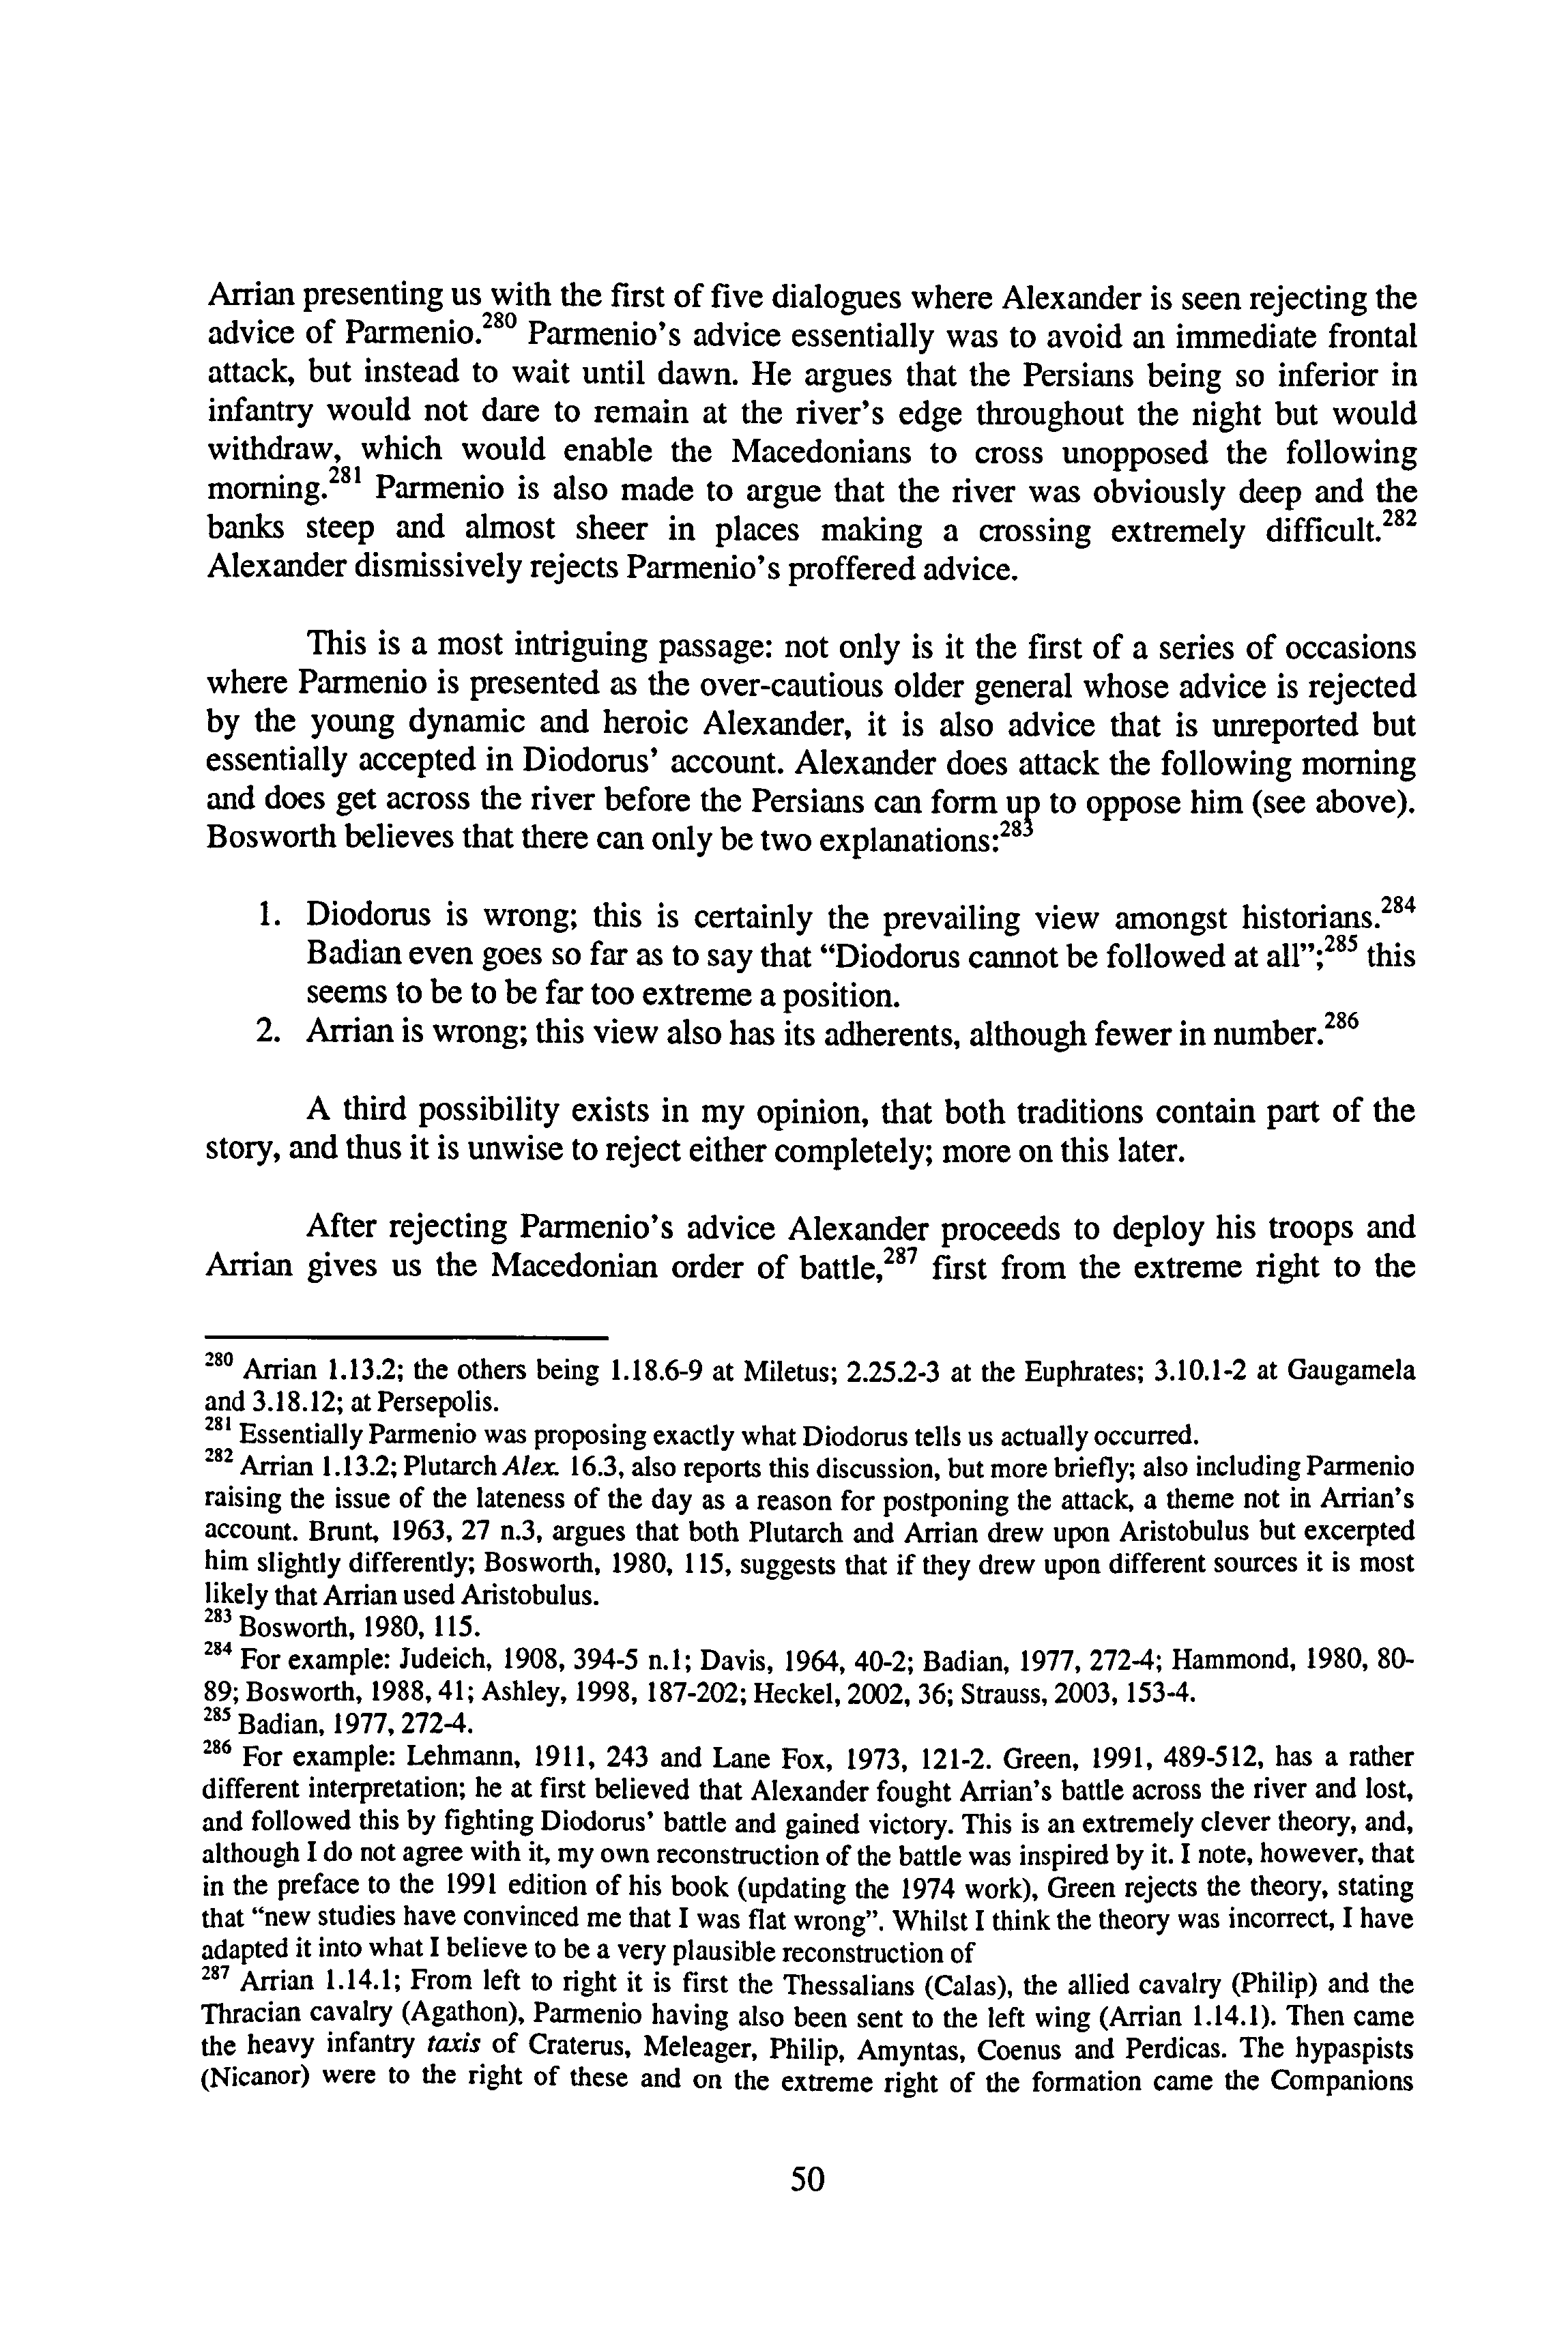 Arrian presenting us with the first of five dialogues where Alexander is seen rejecting the
advice of Parmenio.280 Parmenio's advice essentially was to avoid an immediate frontal
attack, but instead to wait until dawn. He argues that the Persians being so inferior in
infantry would not dare to remain at the river's edge throughout the night but would
withdraw, which would enable the Macedonians to cross unopposed the following
morning.281 Parmenio is also made to argue that the river was obviously deep and the
banks steep and almost sheer in places making a crossing extremely difficult.282
Alexander dismissively rejects Parmenio's proffered advice.
This is a most intriguing passage: not only is it the first of a series of occasions
where Parmenio is presented as the over-cautious older general whose advice is rejected
by the young dynamic and heroic Alexander, it is also advice that is unreported but
essentially accepted in Diodorus' account. Alexander does attack the following morning
and does get across the river before the Persians can form up to oppose him (see above).
Bosworth believes that there can only be two explanations:283
1. Diodorus is wrong; this is certainly the prevailing view amongst historians.284
Badian even goes so far as to say that "Diodorus cannot be followed at all";285 this
seems to be to be far too extreme a position.
2. Arrian is wrong; this view also has its adherents, although fewer in number.286
A third possibility exists in my opinion, that both traditions contain part of the
story, and thus it is unwise to reject either completely; more on this later.
After rejecting Parmenio's advice Alexander proceeds to deploy his troops and
Arrian gives us the Macedonian order of battle,287 first from the extreme right to the
280 Arrian 1.13.2; the others being 1.18.6-9 at Miletus; 2.25.2-3 at the Euphrates; 3.10.1-2 at Gaugamela
and 3.18.12; at Persepolis.
281 Essentially Parmenio was proposing exactly what Diodorus tells us actually occurred.
282 Arrian 1.13.2; Plutarch Alex. 16.3, also reports this discussion, but more briefly; also including Parmenio
raising the issue of the lateness of the day as a reason for postponing the attack, a theme not in Arrian's
account. Brunt, 1963, 27 n.3, argues that both Plutarch and Arrian drew upon Aristobulus but excerpted
him slightly differently; Bosworth, 1980, 115, suggests that if they drew upon different sources it is most
likely that Arrian used Aristobulus.
283 Bosworth, 1980, 115.
284 For example: Judeich, 1908, 394-5 n.1; Davis, 1964, 40-2; Badian, 1977, 272-4; Hammond, 1980, 80-
89; Bosworth, 1988, 41; Ashley, 1998, 187-202; Heckel, 2002, 36; Strauss, 2003, 153-4.
285 Badian, 1977, 272-4.
286 For example: Lehmann, 1911, 243 and Lane Fox, 1973, 121-2. Green, 1991, 489-512, has a rather
different interpretation; he at first believed that Alexander fought Arrian's battle across the river and lost,
and followed this by fighting Diodorus' battle and gained victory. This is an extremely clever theory, and,
although I do not agree with it, my own reconstruction of the battle was inspired by it. I note, however, that
in the preface to the 1991 edition of his book (updating the 1974 work), Green rejects the theory, stating
that "new studies have convinced me that I was flat wrong". Whilst I think the theory was incorrect, I have
adapted it into what I believe to be a very plausible reconstruction of
287 Arrian 1.14.1; From left to right it is first the Thessalians (Calas), the allied cavalry (Philip) and the
Thracian cavalry (Agathon), Parmenio having also been sent to the left wing (Arrian 1.14.1). Then came
the heavy infantry taxis of Craterus, Meleager, Philip, Amyntas, Coenus and Perdicas. The hypaspists
(Nicanor) were to the right of these and on the extreme right of the formation came the Companions
50